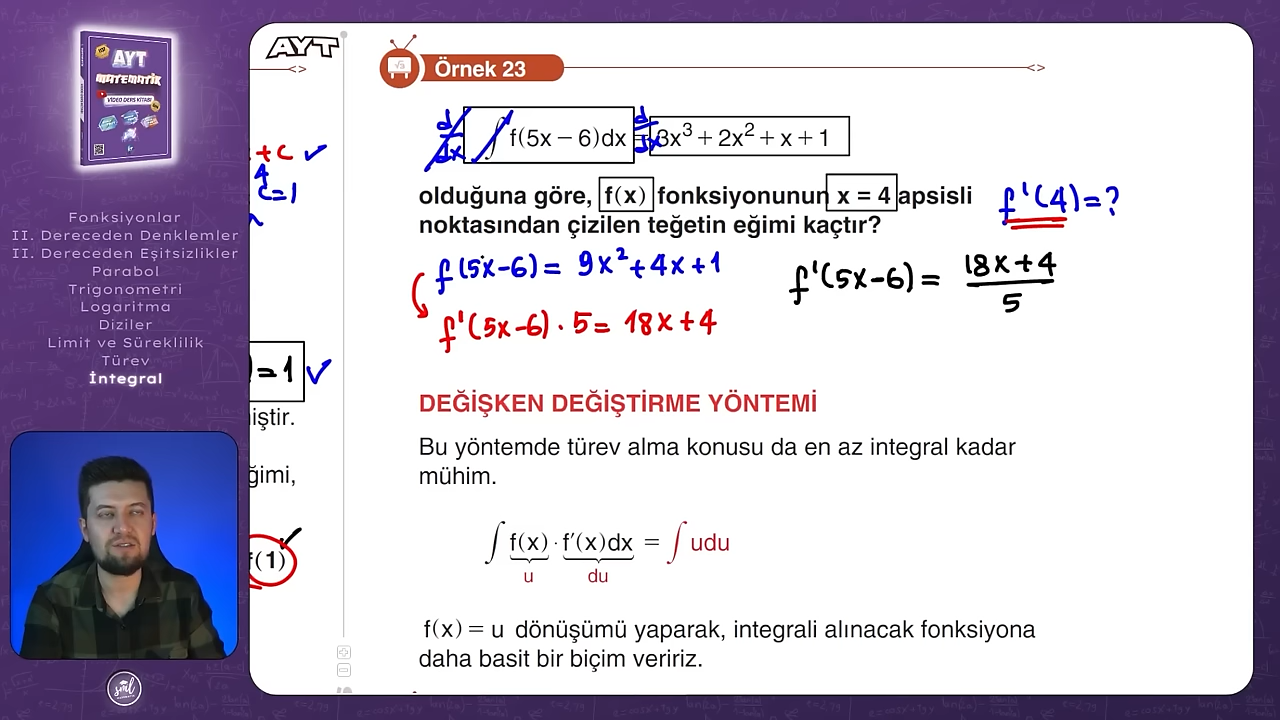 AYT
MATEMATİK
VİDEO DERS KİTABI
Fonksiyonlar
II. Dereceden Denklemler
II. Dereceden Eşitsizlikler
Parabol
Trigonometri
Logaritma
Diziler
Limit ve Süreklilik
Türev
İntegral
AYT
+ c ✓
c=1
) = 1 ✓
iştir.
ğimi,
f(1)
Örnek 23
d/dx ∫ f(5x – 6)dx = d/dx 3x³ + 2x² + x + 1
olduğuna göre, f(x) fonksiyonunun x = 4 apsisli
noktasından çizilen teğetin eğimi kaçtır?
f'(4)=?
f(5x-6) = 9x²+4x+1
f'(5x-6) · 5 = 18x+4
f'(5x-6) = (18x+4)/5
DEĞİŞKEN DEĞİŞTİRME YÖNTEMİ
Bu yöntemde türev alma konusu da en az integral kadar
mühim.
∫ f(x) · f'(x)dx = ∫ udu
u du
f(x) = u dönüşümü yaparak, integrali alınacak fonksiyona
daha basit bir biçim veririz.